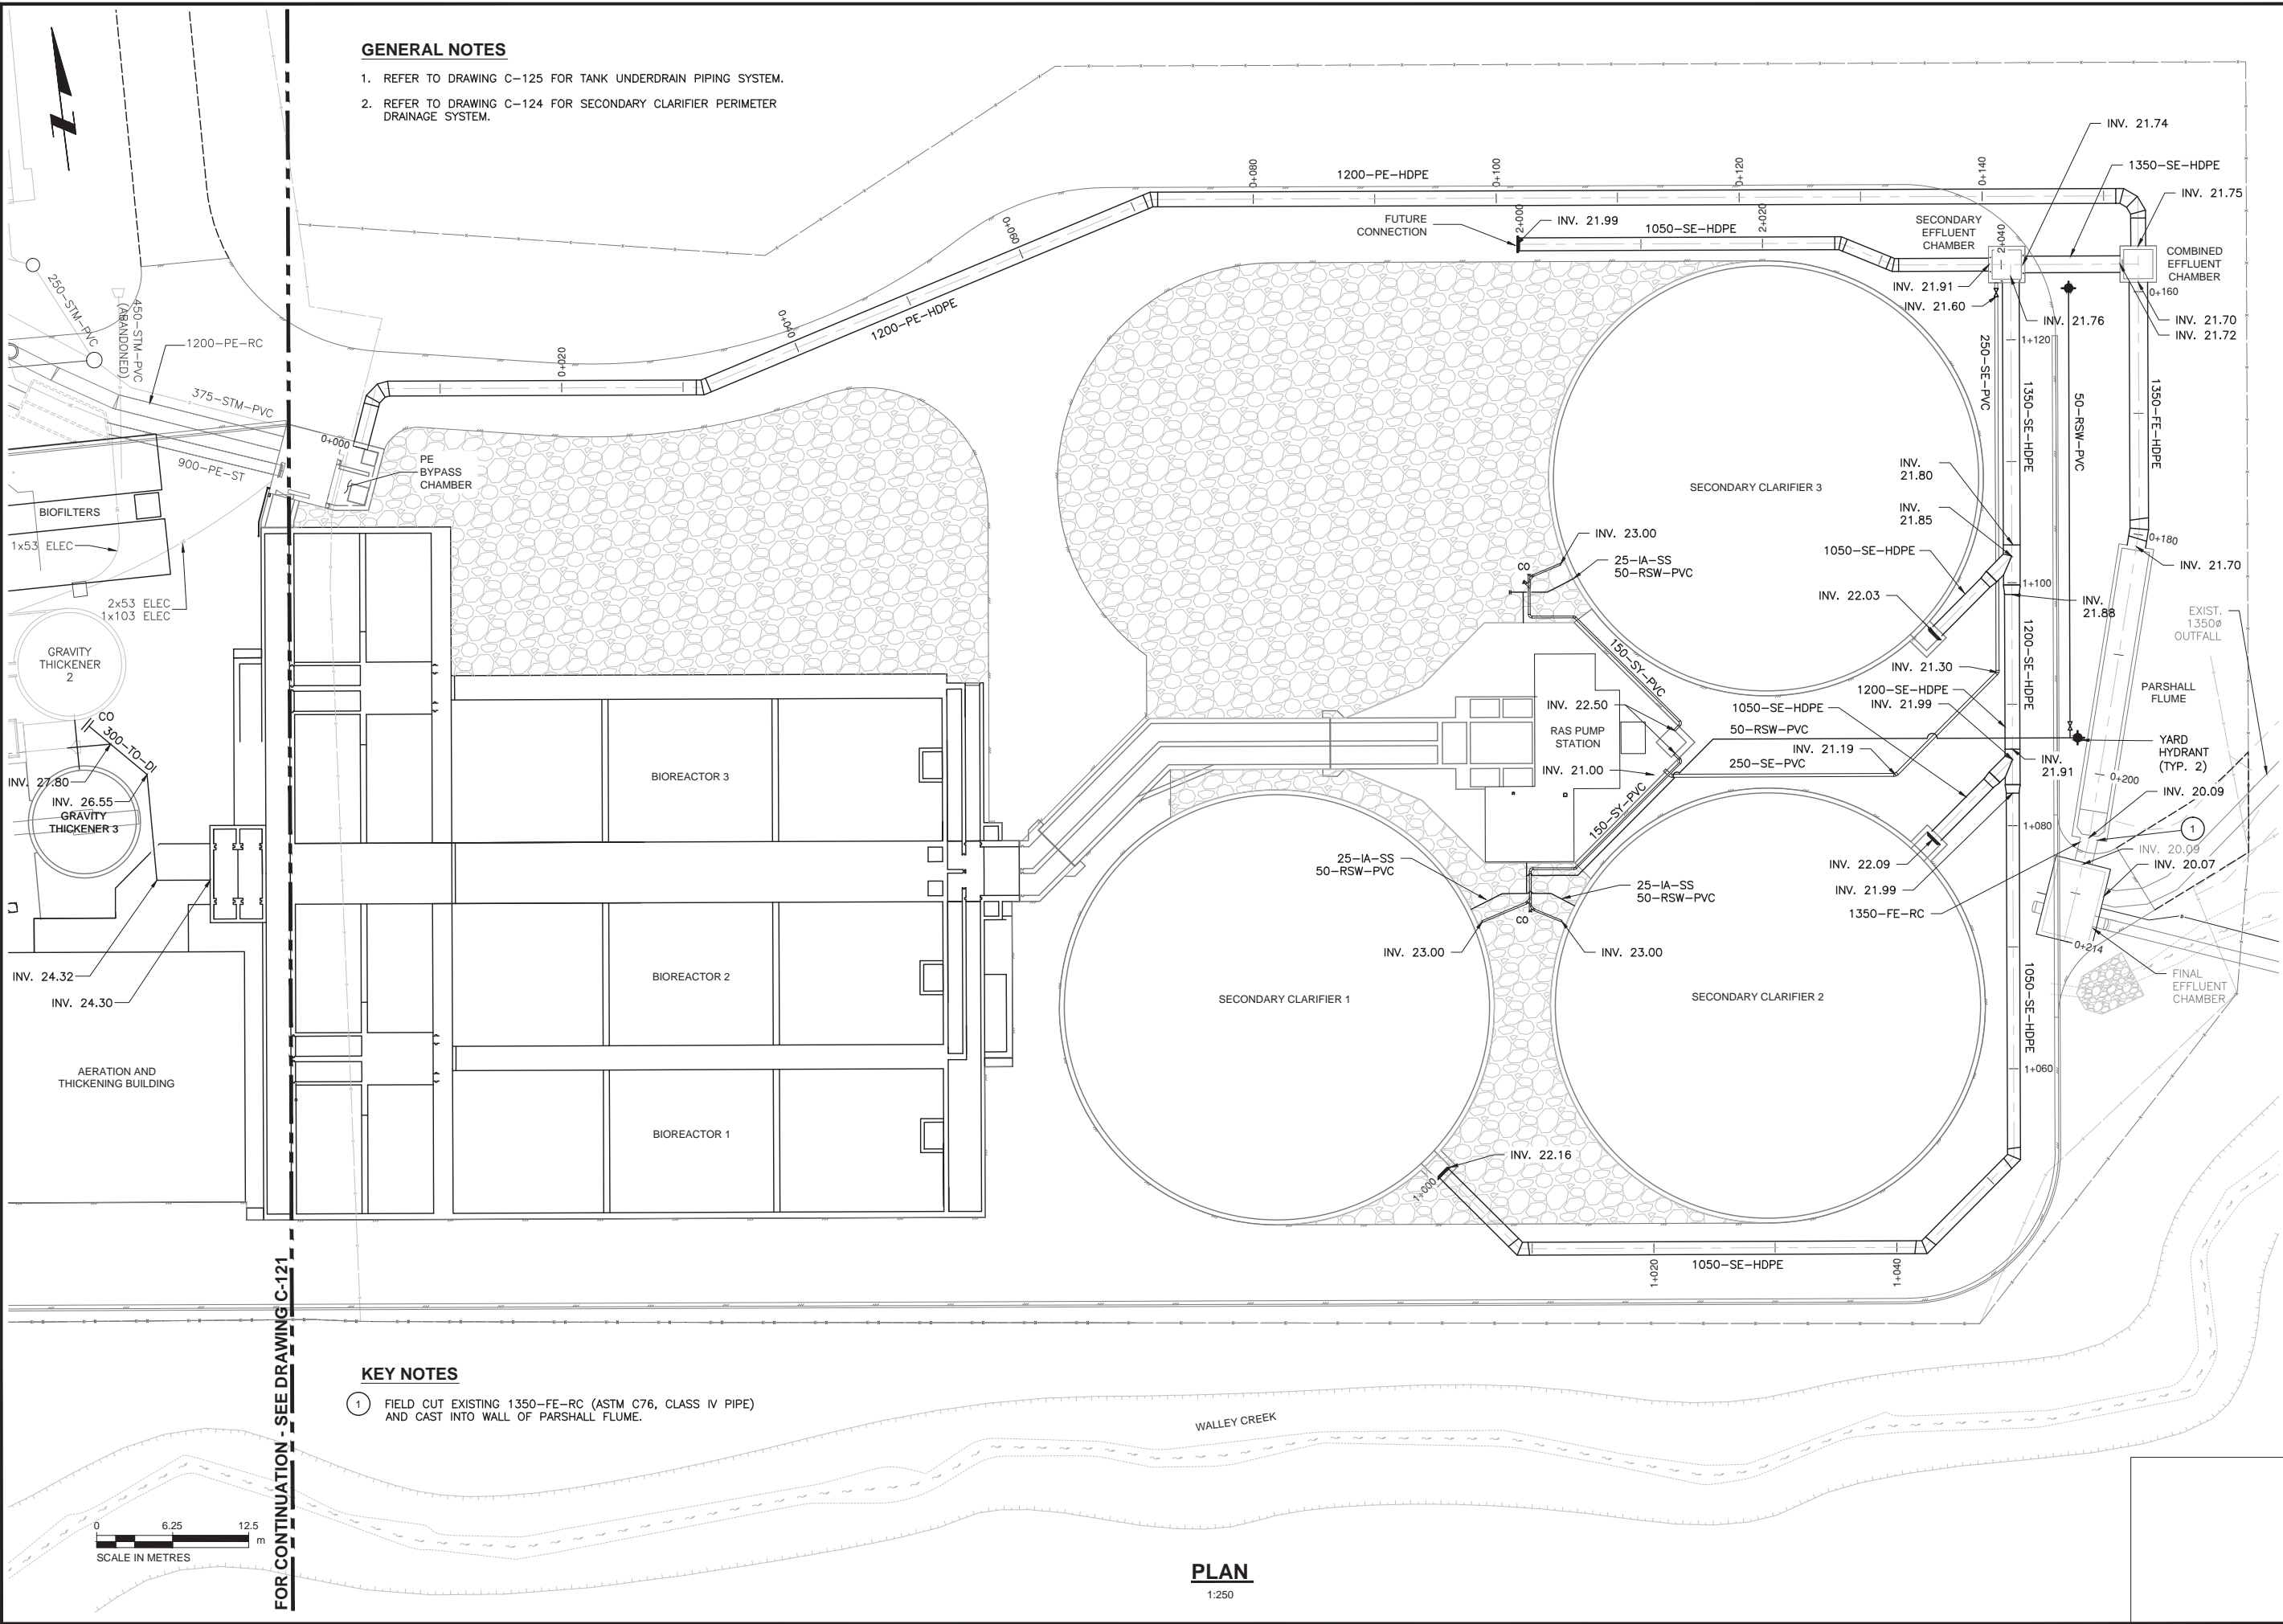 GENERAL NOTES
1. REFER TO DRAWING C-125 FOR TANK UNDERDRAIN PIPING SYSTEM.
2. REFER TO DRAWING C-124 FOR SECONDARY CLARIFIER PERIMETER
DRAINAGE SYSTEM.
INV. 21.74
1350-SE-HDPE
INV. 21.75
1200-PE-HDPE
0+080
0+100
0+120
0+140
0+060
FUTURE
CONNECTION
2+000
INV. 21.99
1050-SE-HDPE
2+020
SECONDARY
EFFLUENT
CHAMBER
2+040
COMBINED
EFFLUENT
CHAMBER
INV. 21.91
INV. 21.60
INV. 21.76
0+160
INV. 21.70
INV. 21.72
250-STM-PVC
450-STM-PVC
(ABANDONED)
1200-PE-RC
375-STM-PVC
900-PE-ST
0+000
0+020
0+040
1200-PE-HDPE
PE
BYPASS
CHAMBER
250-SE-PVC
1+120
1350-SE-HDPE
50-RSW-PVC
1350-FE-HDPE
BIOFILTERS
1x53 ELEC
2x53 ELEC
1x103 ELEC
SECONDARY CLARIFIER 3
INV.
21.80
INV.
21.85
1050-SE-HDPE
0+180
INV. 21.70
INV. 23.00
CO
25-IA-SS
50-RSW-PVC
1+100
INV. 22.03
INV.
21.88
EXIST.
1350ø
OUTFALL
GRAVITY
THICKENER
2
150-SY-PVC
1200-SE-HDPE
INV. 21.30
1200-SE-HDPE
INV. 21.99
1050-SE-HDPE
PARSHALL
FLUME
CO
300-TO-DI
INV. 22.50
RAS PUMP
STATION
50-RSW-PVC
INV. 21.19
250-SE-PVC
INV. 21.00
YARD
HYDRANT
(TYP. 2)
INV.
21.91
0+200
INV. 20.09
INV. 27.80
INV. 26.55
GRAVITY
THICKENER 3
BIOREACTOR 3
150-SY-PVC
1+080
1
INV. 20.09
INV. 20.07
25-IA-SS
50-RSW-PVC
25-IA-SS
50-RSW-PVC
CO
INV. 22.09
INV. 21.99
1350-FE-RC
INV. 23.00
INV. 23.00
0+214
INV. 24.32
INV. 24.30
BIOREACTOR 2
SECONDARY CLARIFIER 1
SECONDARY CLARIFIER 2
1050-SE-HDPE
FINAL
EFFLUENT
CHAMBER
AERATION AND
THICKENING BUILDING
1+060
BIOREACTOR 1
INV. 22.16
1+000
1+020
1050-SE-HDPE
1+040
FOR CONTINUATION - SEE DRAWING C-121
KEY NOTES
1 FIELD CUT EXISTING 1350-FE-RC (ASTM C76, CLASS IV PIPE)
AND CAST INTO WALL OF PARSHALL FLUME.
WALLEY CREEK
0 6.25 12.5
m
SCALE IN METRES
PLAN
1:250